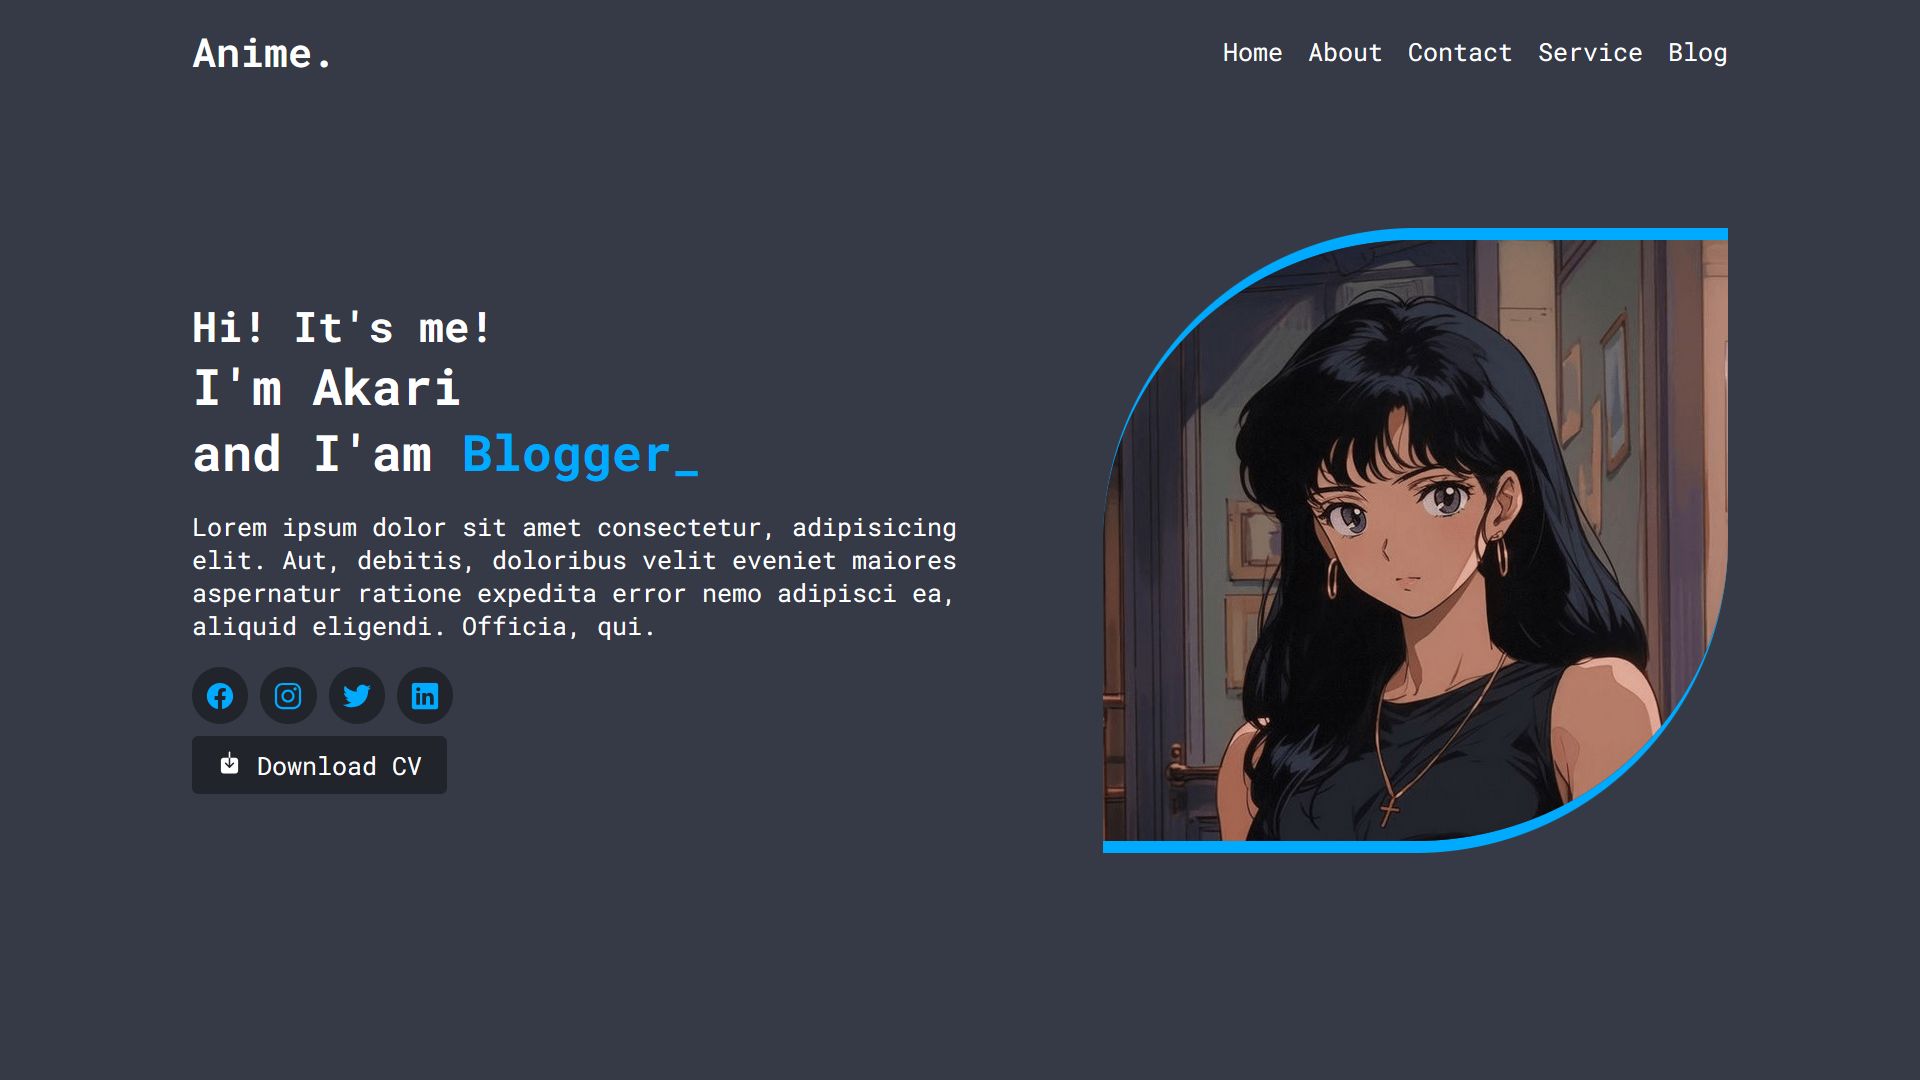 Anime.
Home About Contact Service Blog
Hi! It's me!
I'm Akari
and I'am Blogger_
Lorem ipsum dolor sit amet consectetur, adipisicing
elit. Aut, debitis, doloribus velit eveniet maiores
aspernatur ratione expedita error nemo adipisci ea,
aliquid eligendi. Officia, qui.
Download CV